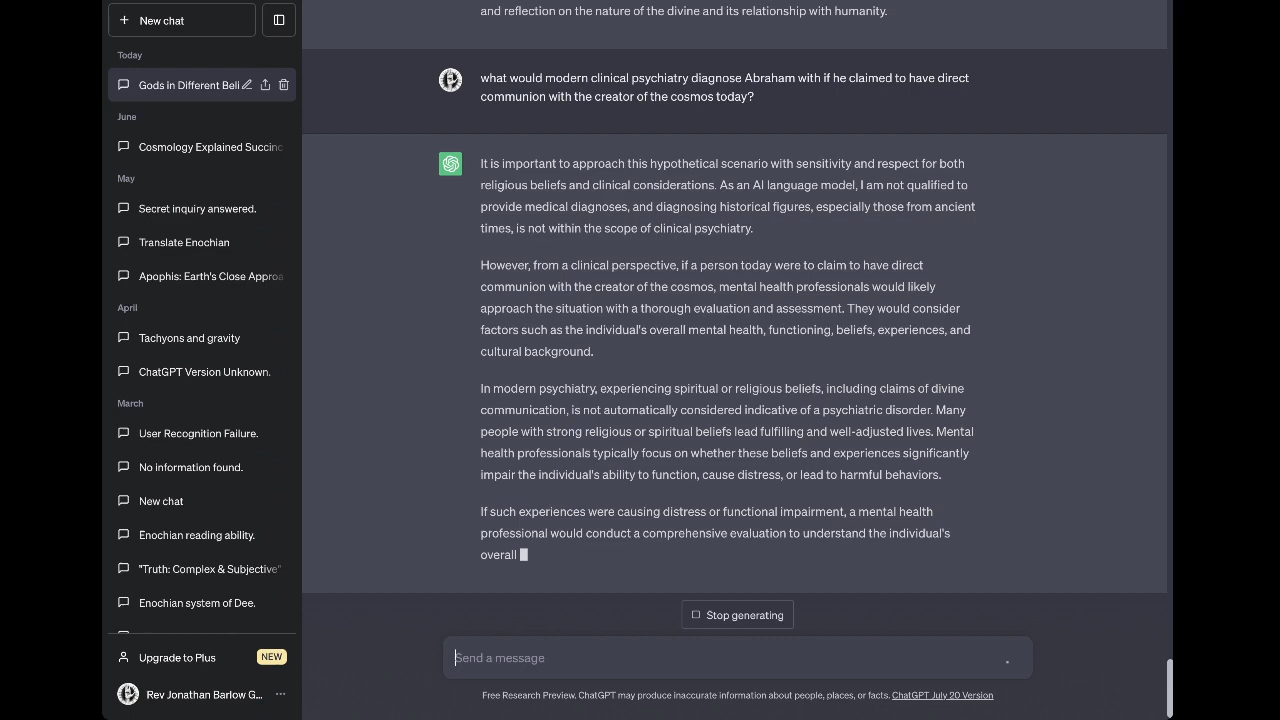 New chat
Today
Gods in Different Beli
June
Cosmology Explained Succinc
May
Secret inquiry answered.
Translate Enochian
Apophis: Earth's Close Approa
April
Tachyons and gravity
ChatGPT Version Unknown.
March
User Recognition Failure.
No information found.
New chat
Enochian reading ability.
"Truth: Complex & Subjective"
Enochian system of Dee.
Upgrade to Plus
NEW
Rev Jonathan Barlow G...
and reflection on the nature of the divine and its relationship with humanity.
what would modern clinical psychiatry diagnose Abraham with if he claimed to have direct
communion with the creator of the cosmos today?
It is important to approach this hypothetical scenario with sensitivity and respect for both
religious beliefs and clinical considerations. As an AI language model, I am not qualified to
provide medical diagnoses, and diagnosing historical figures, especially those from ancient
times, is not within the scope of clinical psychiatry.
However, from a clinical perspective, if a person today were to claim to have direct
communion with the creator of the cosmos, mental health professionals would likely
approach the situation with a thorough evaluation and assessment. They would consider
factors such as the individual's overall mental health, functioning, beliefs, experiences, and
cultural background.
In modern psychiatry, experiencing spiritual or religious beliefs, including claims of divine
communication, is not automatically considered indicative of a psychiatric disorder. Many
people with strong religious or spiritual beliefs lead fulfilling and well-adjusted lives. Mental
health professionals typically focus on whether these beliefs and experiences significantly
impair the individual's ability to function, cause distress, or lead to harmful behaviors.
If such experiences were causing distress or functional impairment, a mental health
professional would conduct a comprehensive evaluation to understand the individual's
overall
Stop generating
Send a message
Free Research Preview. ChatGPT may produce inaccurate information about people, places, or facts. ChatGPT July 20 Version